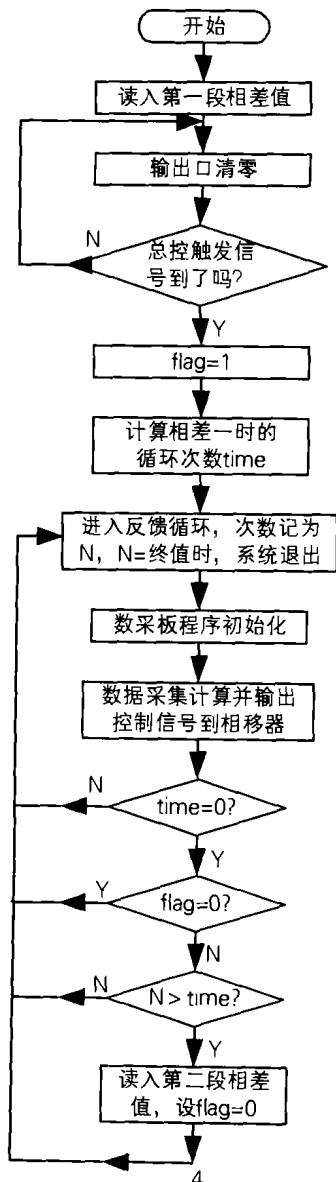 开始
读入第一段相差值
输出口清零
N
总控触发信
号到了吗?
Y
flag=1
计算相差一时的
循环次数time
进入反馈循环，次数记为
N，N=终值时，系统退出
数采板程序初始化
数据采集计算并输出
控制信号到相移器
N
time=0?
Y
Y
flag=0?
N
N
N > time?
Y
读入第二段相差
值，设flag=0
4